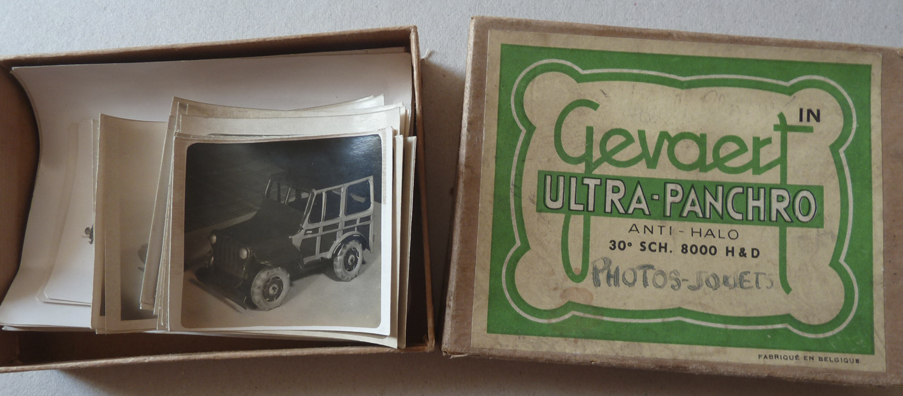 Gevaert
IN
ULTRA-PANCHRO
ANTI-HALO
30° SCH. 8000 H&D
PHOTOS-JOUETS
FABRIQUÉ EN BELGIQUE